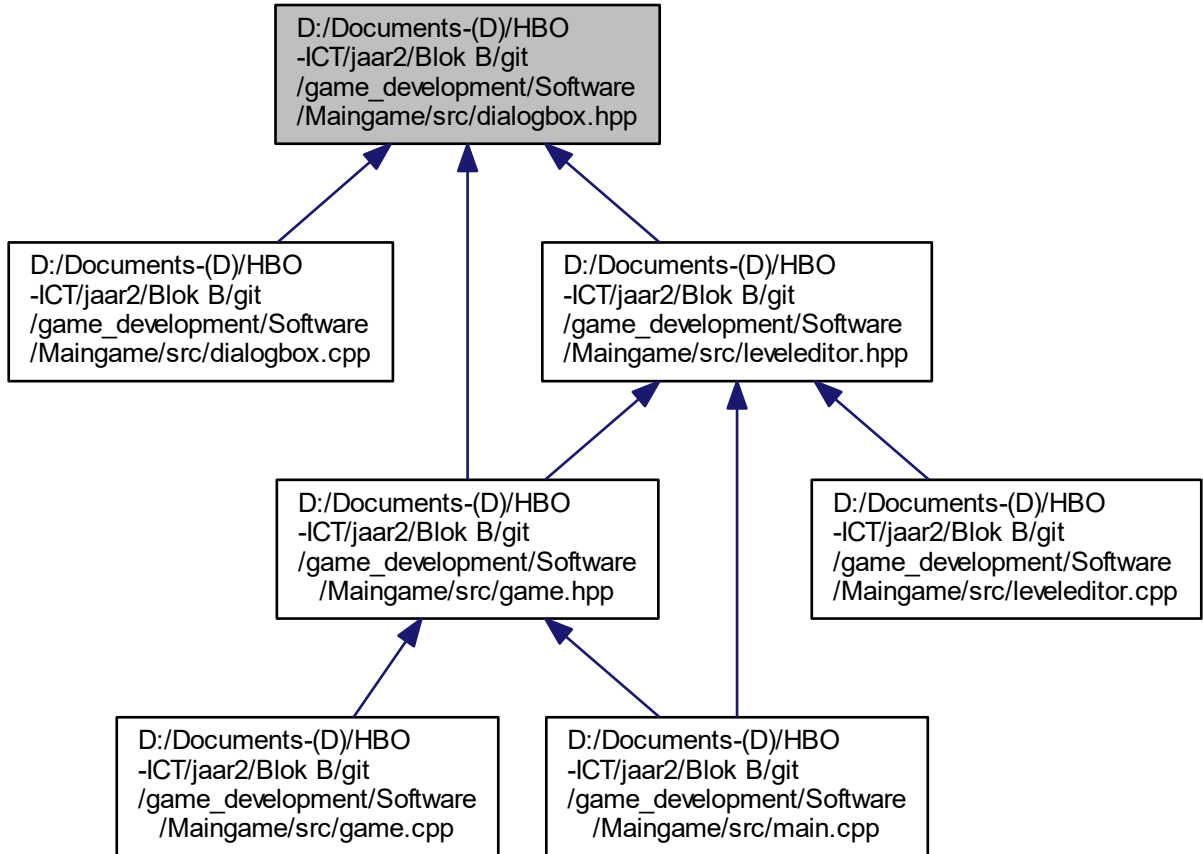 D:/Documents-(D)/HBO
-ICT/jaar2/Blok B/git
/game_development/Software
/Maingame/src/dialogbox.hpp
D:/Documents-(D)/HBO
-ICT/jaar2/Blok B/git
/game_development/Software
/Maingame/src/dialogbox.cpp
D:/Documents-(D)/HBO
-ICT/jaar2/Blok B/git
/game_development/Software
/Maingame/src/leveleditor.hpp
D:/Documents-(D)/HBO
-ICT/jaar2/Blok B/git
/game_development/Software
/Maingame/src/game.hpp
D:/Documents-(D)/HBO
-ICT/jaar2/Blok B/git
/game_development/Software
/Maingame/src/leveleditor.cpp
D:/Documents-(D)/HBO
-ICT/jaar2/Blok B/git
/game_development/Software
/Maingame/src/game.cpp
D:/Documents-(D)/HBO
-ICT/jaar2/Blok B/git
/game_development/Software
/Maingame/src/main.cpp